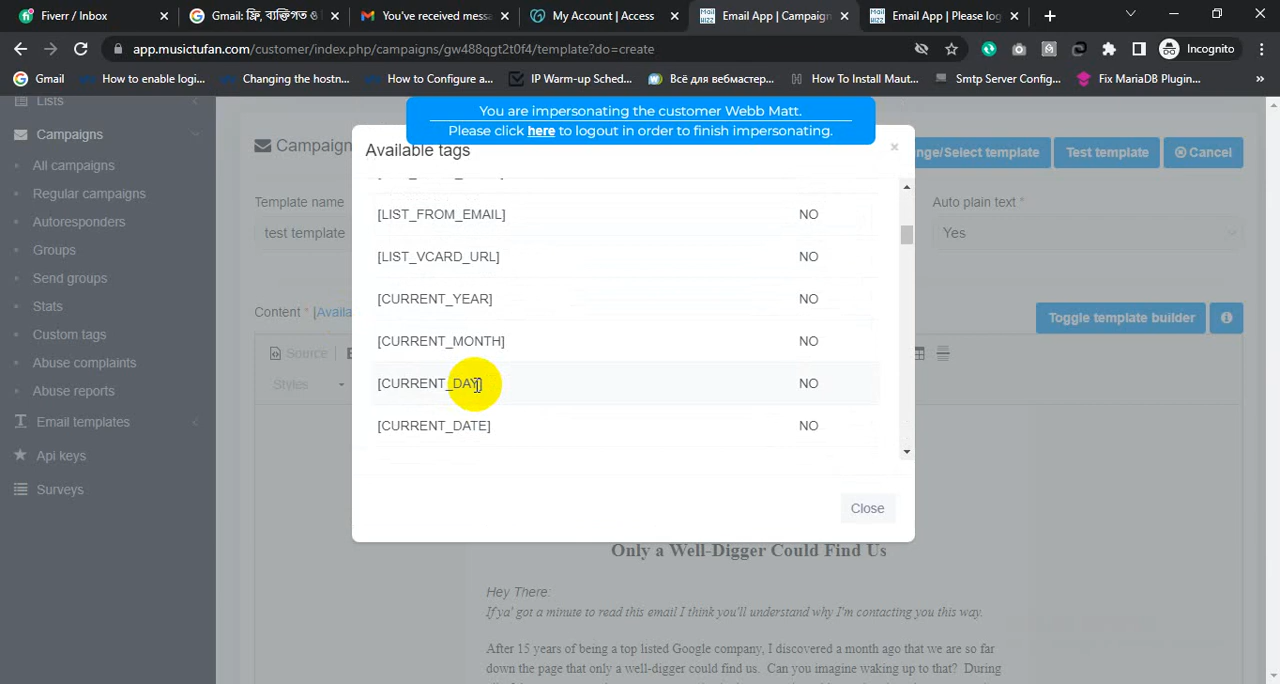 Fiverr / Inbox
Gmail: ফ্রি, ব্যক্তিগত ও
You've received messa
My Account | Access
Email App | Campaign
Email App | Please log
app.musictufan.com/customer/index.php/campaigns/gw488qgt2t0f4/template?do=create
Incognito
Gmail
How to enable logi...
Changing the hostn...
How to Configure a...
IP Warm-up Sched...
Всё для вебмастер...
How To Install Maut...
Smtp Server Config...
Fix MariaDB Plugin...
You are impersonating the customer Webb Matt.
Please click here to logout in order to finish impersonating.
Lists
Campaigns
All campaigns
Regular campaigns
Autoresponders
Groups
Send groups
Stats
Custom tags
Abuse complaints
Abuse reports
Email templates
Api keys
Surveys
Campaign
nge/Select template
Test template
Cancel
Template name
test template
Auto plain text *
Yes
Content * [Availa
Toggle template builder
Source
Styles
Available tags
[LIST_FROM_EMAIL] NO
[LIST_VCARD_URL] NO
[CURRENT_YEAR] NO
[CURRENT_MONTH] NO
[CURRENT_DAY] NO
[CURRENT_DATE] NO
Close
Only a Well-Digger Could Find Us
Hey There:
If ya' got a minute to read this email I think you'll understand why I'm contacting you this way.
After 15 years of being a top listed Google company, I discovered a month ago that we are so far
down the page that only a well-digger could find us. Can you imagine waking up to that? During